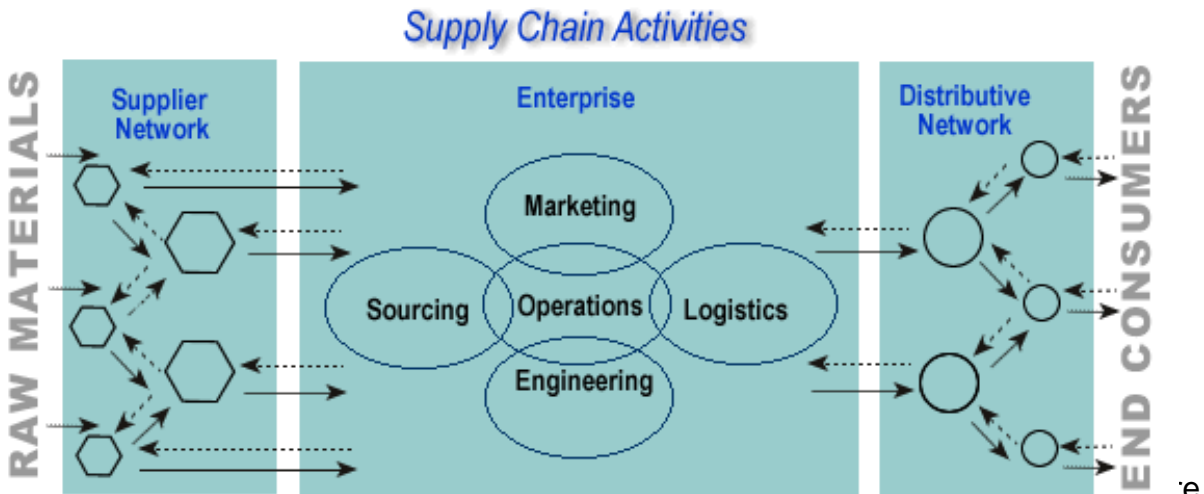 Supply Chain Activities
RAW MATERIALS
Supplier
Network
Enterprise
Marketing
Sourcing
Operations
Logistics
Engineering
Distributive
Network
END CONSUMERS